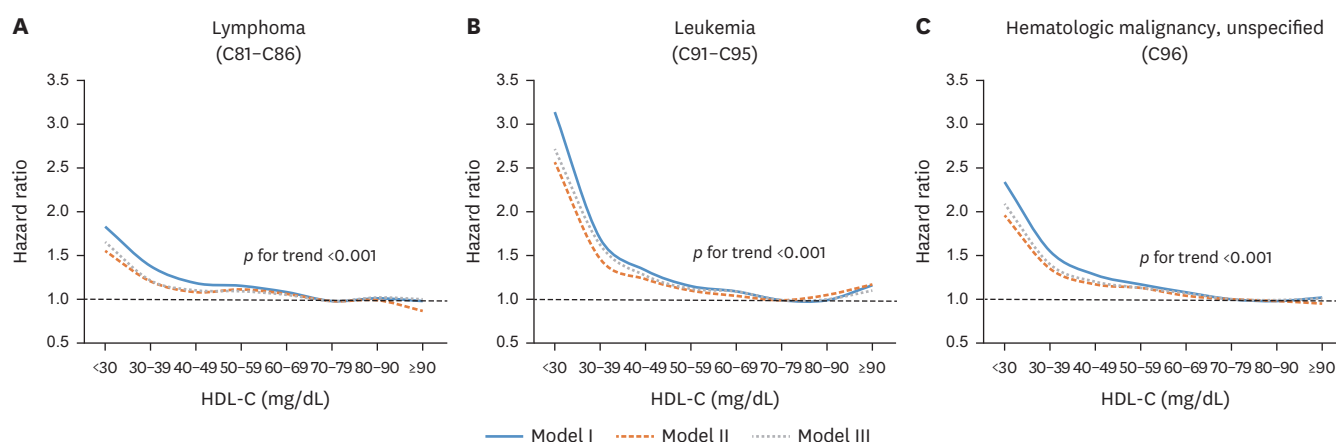 A
Lymphoma
(C81–C86)
Hazard ratio
3.5
3.0
2.5
2.0
1.5
1.0
0.5
p for trend <0.001
<30 30–39 40–49 50–59 60–69 70–79 80–90 ≥90
HDL-C (mg/dL)
B
Leukemia
(C91–C95)
Hazard ratio
3.5
3.0
2.5
2.0
1.5
1.0
0.5
p for trend <0.001
<30 30–39 40–49 50–59 60–69 70–79 80–90 ≥90
HDL-C (mg/dL)
C
Hematologic malignancy, unspecified
(C96)
Hazard ratio
3.5
3.0
2.5
2.0
1.5
1.0
0.5
p for trend <0.001
<30 30–39 40–49 50–59 60–69 70–79 80–90 ≥90
HDL-C (mg/dL)
Model I Model II Model III